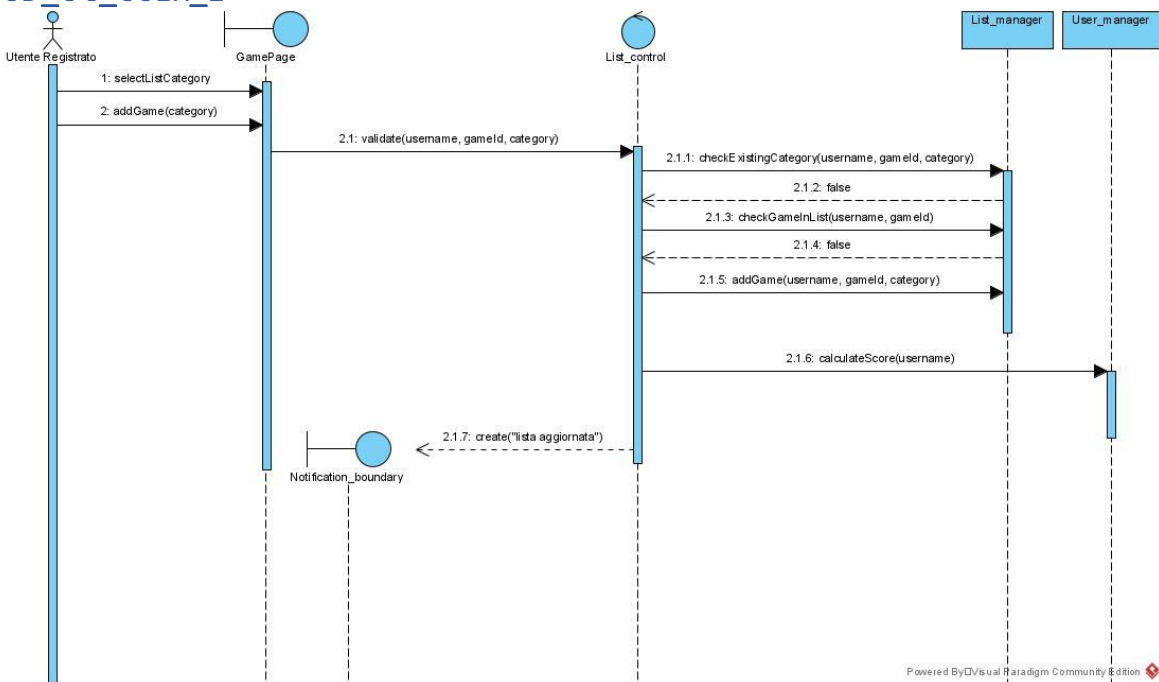 Utente Registrato
GamePage
List_control
List_manager
User_manager
1: selectListCategory
2: addGame(category)
2.1: validate(username, gameId, category)
2.1.1: checkExistingCategory(username, gameId, category)
2.1.2: false
2.1.3: checkGameInList(username, gameId)
2.1.4: false
2.1.5: addGame(username, gameId, category)
2.1.6: calculateScore(username)
2.1.7: create("lista aggiornata")
Notification_boundary
Powered By Visual Paradigm Community Edition